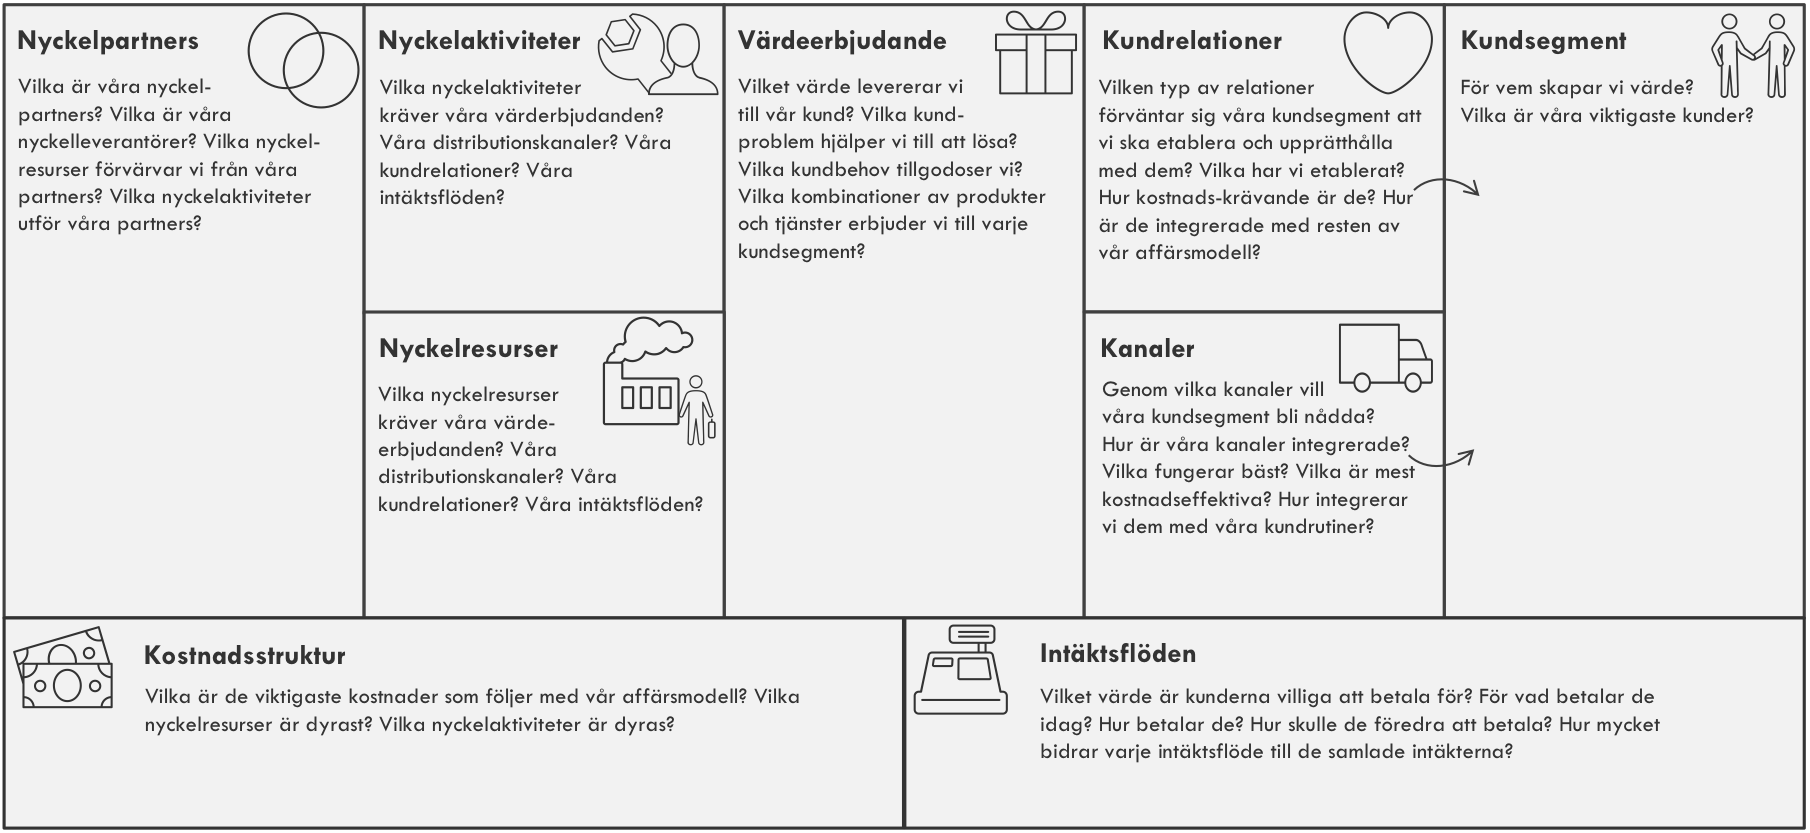 Nyckelpartners
Vilka är våra nyckel-
partners? Vilka är våra
nyckelleverantörer? Vilka nyckel-
resurser förvärvar vi från våra
partners? Vilka nyckelaktiviteter
utför våra partners?
Nyckelaktiviteter
Vilka nyckelaktiviteter
kräver våra värderbjudanden?
Våra distributionskanaler? Våra
kundrelationer? Våra
intäktsflöden?
Nyckelresurser
Vilka nyckelresurser
kräver våra värde-
erbjudanden? Våra
distributionskanaler? Våra
kundrelationer? Våra intäktsflöden?
Värdeerbjudande
Vilket värde levererar vi
till vår kund? Vilka kund-
problem hjälper vi till att lösa?
Vilka kundbehov tillgodoser vi?
Vilka kombinationer av produkter
och tjänster erbjuder vi till varje
kundsegment?
Kundrelationer
Vilken typ av relationer
förväntar sig våra kundsegment att
vi ska etablera och upprätthålla
med dem? Vilka har vi etablerat?
Hur kostnads-krävande är de? Hur
är de integrerade med resten av
vår affärsmodell?
Kanaler
Genom vilka kanaler vill
våra kundsegment bli nådda?
Hur är våra kanaler integrerade?
Vilka fungerar bäst? Vilka är mest
kostnadseffektiva? Hur integrerar
vi dem med våra kundrutiner?
Kundsegment
För vem skapar vi värde?
Vilka är våra viktigaste kunder?
Kostnadsstruktur
Vilka är de viktigaste kostnader som följer med vår affärsmodell? Vilka
nyckelresurser är dyrast? Vilka nyckelaktiviteter är dyras?
Intäktsflöden
Vilket värde är kunderna villiga att betala för? För vad betalar de
idag? Hur betalar de? Hur skulle de föredra att betala? Hur mycket
bidrar varje intäktsflöde till de samlade intäkterna?